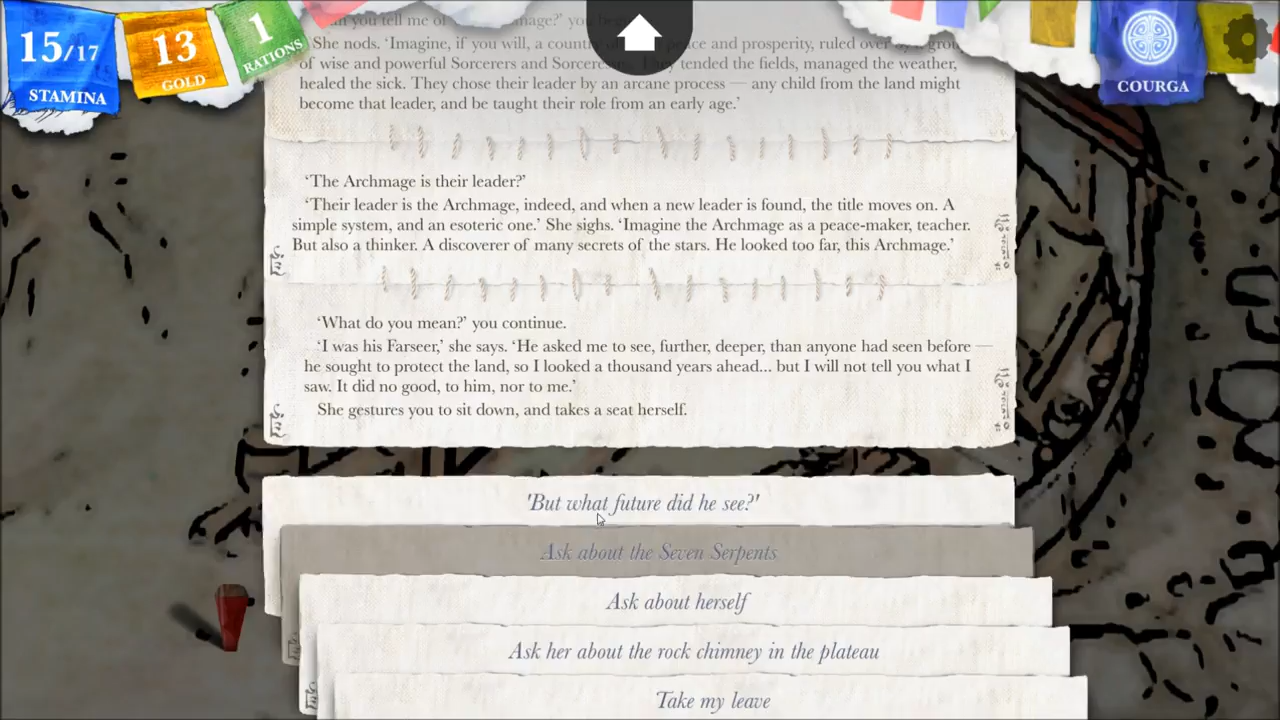 15/17
STAMINA
13
GOLD
1
RATIONS
COURGA
you tell me of
She nods. ‘Imagine, if you will, a country of peace and prosperity, ruled over by a group
of wise and powerful Sorcerers and They tended the fields, managed the weather,
healed the sick. They chose their leader by an arcane process — any child from the land might
become that leader, and be taught their role from an early age.’
‘The Archmage is their leader?’
‘Their leader is the Archmage, indeed, and when a new leader is found, the title moves on. A
simple system, and an esoteric one.’ She sighs. ‘Imagine the Archmage as a peace-maker, teacher.
But also a thinker. A discoverer of many secrets of the stars. He looked too far, this Archmage.’
‘What do you mean?’ you continue.
‘I was his Farseer,’ she says. ‘He asked me to see, further, deeper, than anyone had seen before —
he sought to protect the land, so I looked a thousand years ahead... but I will not tell you what I
saw. It did no good, to him, nor to me.’
She gestures you to sit down, and takes a seat herself.
'But what future did he see?'
Ask about the Seven Serpents
Ask about herself
Ask her about the rock chimney in the plateau
Take my leave